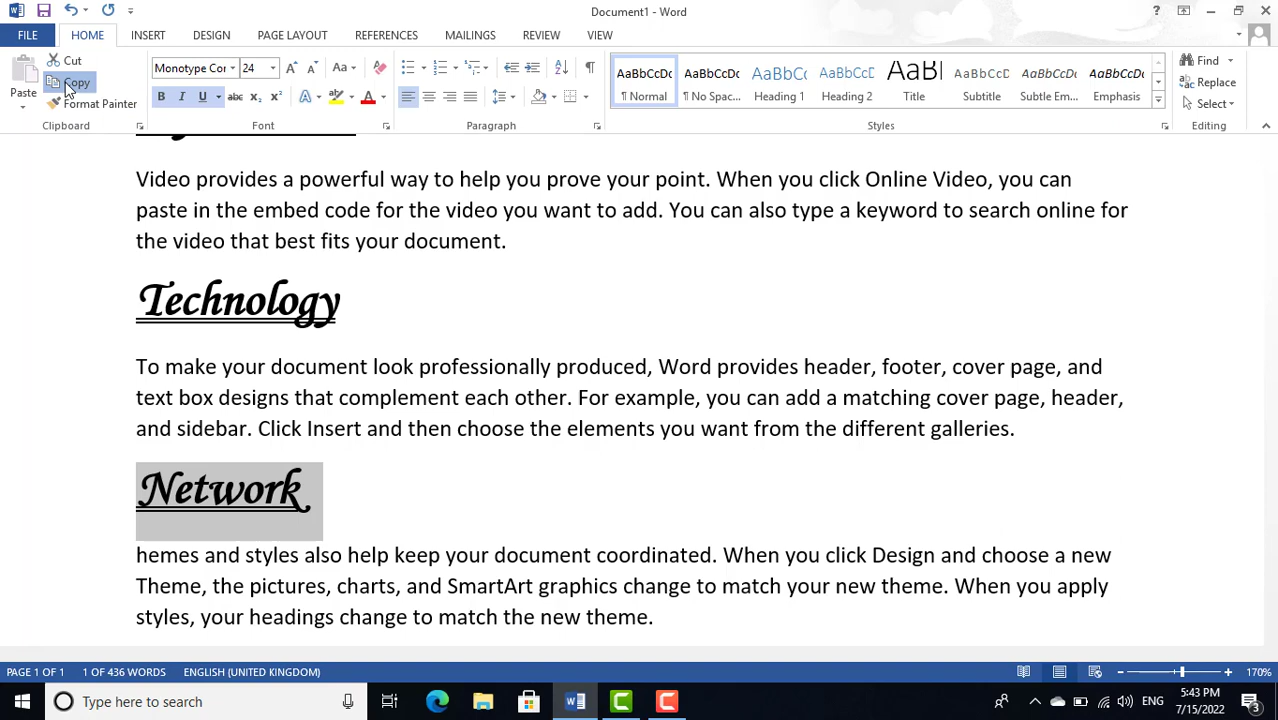 Document1 - Word
FILE HOME INSERT DESIGN PAGE LAYOUT REFERENCES MAILINGS REVIEW VIEW
Paste
Cut
Copy
Format Painter
Clipboard
Monotype Cor 24
Font
Paragraph
AaBbCcDc AaBbCcDc AaBbCc AaBbCcD AaBb AaBbCcD AaBbCcDc AaBbCcDc
¶ Normal ¶ No Spac... Heading 1 Heading 2 Title Subtitle Subtle Em... Emphasis
Styles
Find
Replace
Select
Editing
Video provides a powerful way to help you prove your point. When you click Online Video, you can
paste in the embed code for the video you want to add. You can also type a keyword to search online for
the video that best fits your document.
Technology
To make your document look professionally produced, Word provides header, footer, cover page, and
text box designs that complement each other. For example, you can add a matching cover page, header,
and sidebar. Click Insert and then choose the elements you want from the different galleries.
Network
hemes and styles also help keep your document coordinated. When you click Design and choose a new
Theme, the pictures, charts, and SmartArt graphics change to match your new theme. When you apply
styles, your headings change to match the new theme.
PAGE 1 OF 1 1 OF 436 WORDS ENGLISH (UNITED KINGDOM) 170%
Type here to search
ENG
5:43 PM
7/15/2022
3